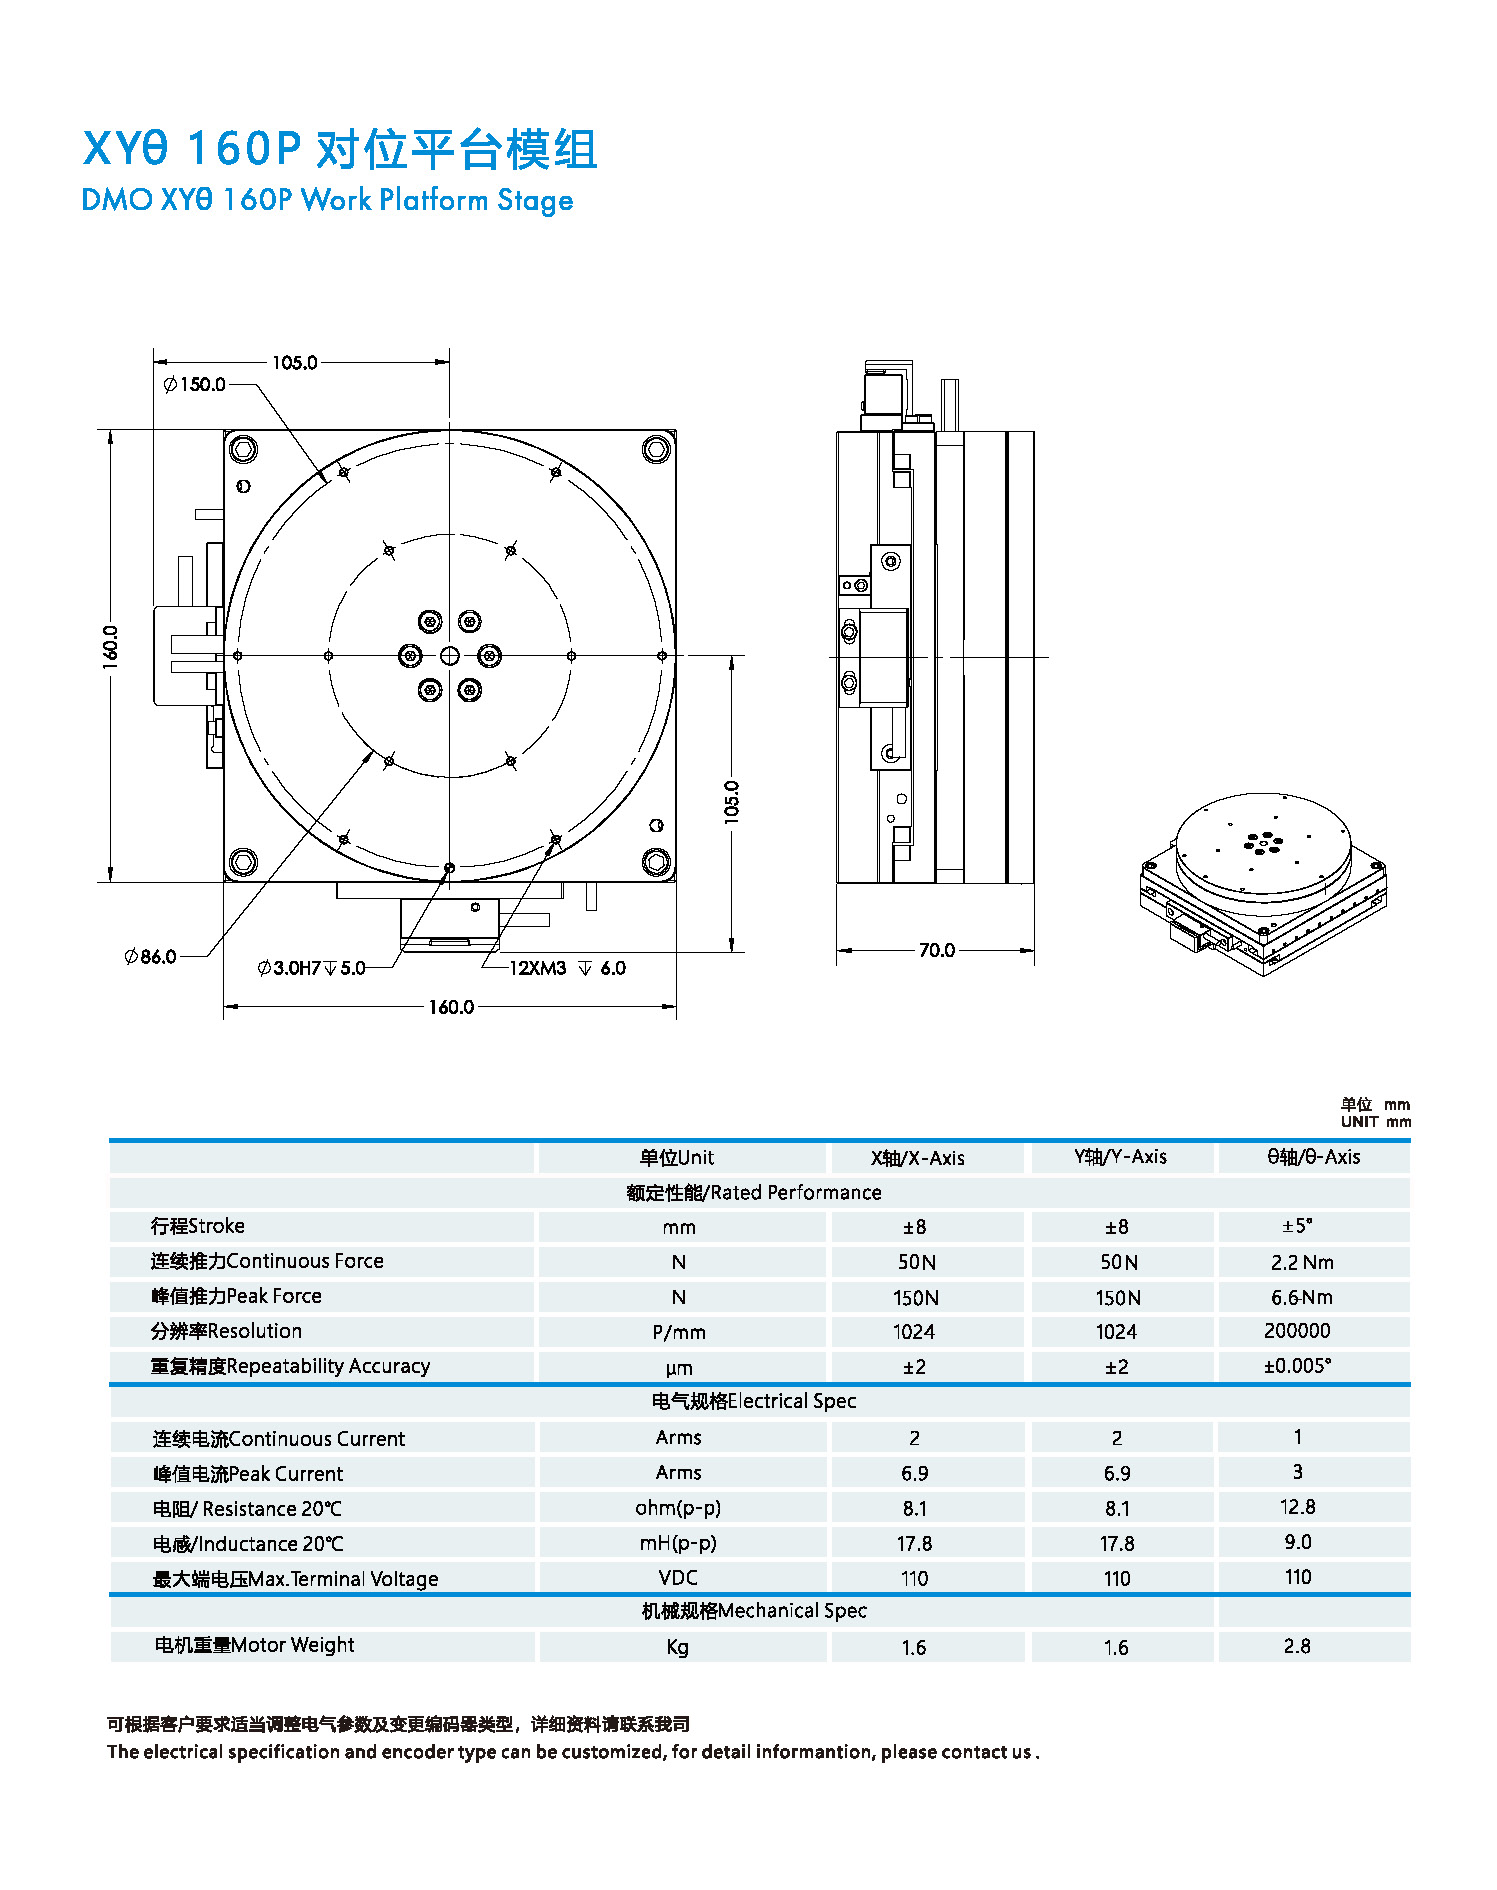 XYθ 160P 对位平台模组
DMO XYθ 160P Work Platform Stage
105.0
∅150.0
160.0
105.0
∅86.0
∅3.0H7↧5.0
12XM3 ↧ 6.0
160.0
70.0
单位 mm
UNIT mm
单位Unit X轴/X-Axis Y轴/Y-Axis θ轴/θ-Axis
额定性能/Rated Performance
行程Stroke mm ±8 ±8 ±5°
连续推力Continuous Force N 50N 50N 2.2 Nm
峰值推力Peak Force N 150N 150N 6.6-Nm
分辨率Resolution P/mm 1024 1024 200000
重复精度Repeatability Accuracy μm ±2 ±2 ±0.005°
电气规格Electrical Spec
连续电流Continuous Current Arms 2 2 1
峰值电流Peak Current Arms 6.9 6.9 3
电阻/ Resistance 20℃ ohm(p-p) 8.1 8.1 12.8
电感/Inductance 20℃ mH(p-p) 17.8 17.8 9.0
最大端电压Max.Terminal Voltage VDC 110 110 110
机械规格Mechanical Spec
电机重量Motor Weight Kg 1.6 1.6 2.8
可根据客户要求适当调整电气参数及变更编码器类型，详细资料请联系我司
The electrical specification and encoder type can be customized, for detail informantion, please contact us .